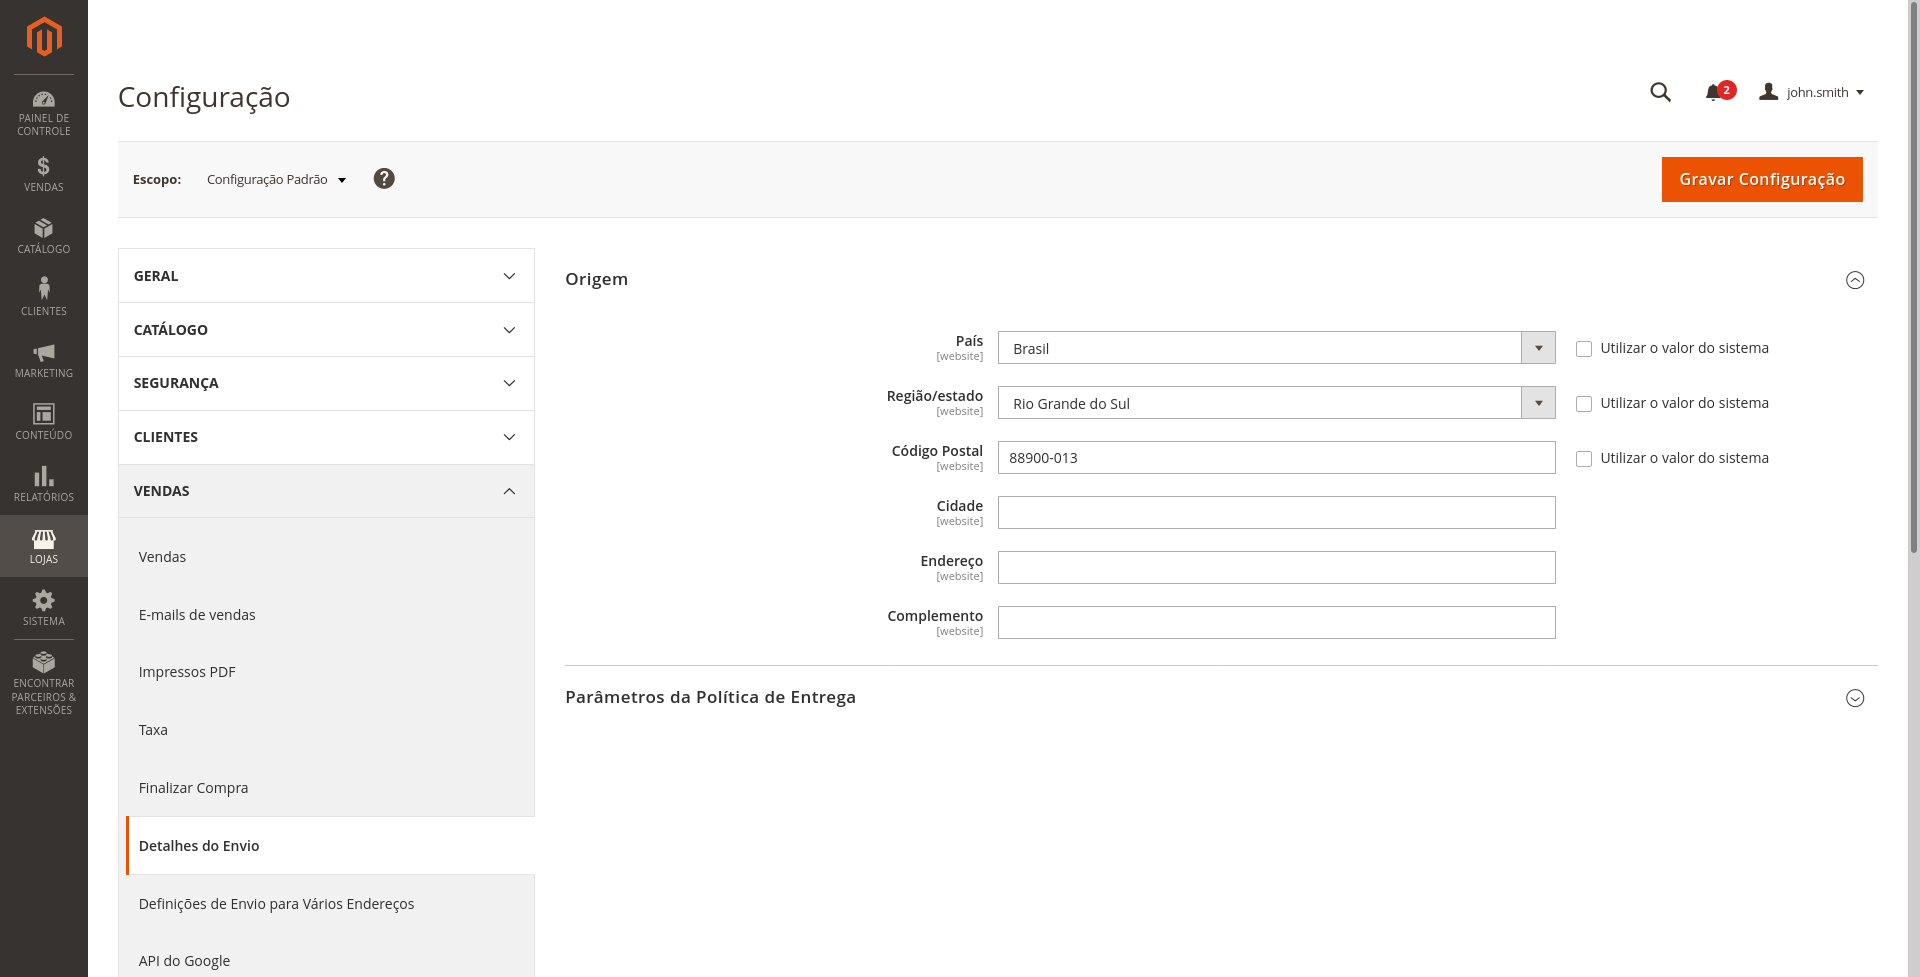 PAINEL DE
CONTROLE
VENDAS
CATÁLOGO
CLIENTES
MARKETING
CONTEÚDO
RELATÓRIOS
LOJAS
SISTEMA
ENCONTRAR
PARCEIROS &
EXTENSÕES
Configuração
2
john.smith
Escopo: Configuração Padrão ?
Gravar Configuração
GERAL
CATÁLOGO
SEGURANÇA
CLIENTES
VENDAS
Vendas
E-mails de vendas
Impressos PDF
Taxa
Finalizar Compra
Detalhes do Envio
Definições de Envio para Vários Endereços
API do Google
Origem
País
[website]
Brasil
Utilizar o valor do sistema
Região/estado
[website]
Rio Grande do Sul
Utilizar o valor do sistema
Código Postal
[website]
88900-013
Utilizar o valor do sistema
Cidade
[website]
Endereço
[website]
Complemento
[website]
Parâmetros da Política de Entrega